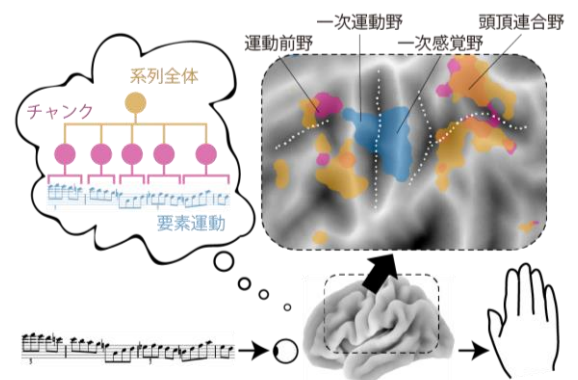 系列全体
チャンク
要素運動
運動前野
一次運動野
一次感覚野
頭頂連合野